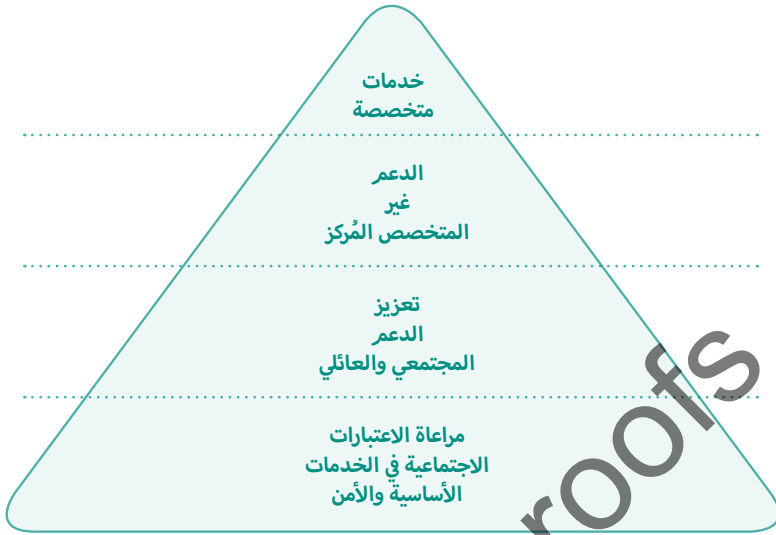 خدمات
متخصصة
الدعم
غير
المتخصص المُركز
تعزيز
الدعم
المجتمعي والعائلي
مراعاة الاعتبارات
الاجتماعية في الخدمات
الأساسية والأمن
roofs